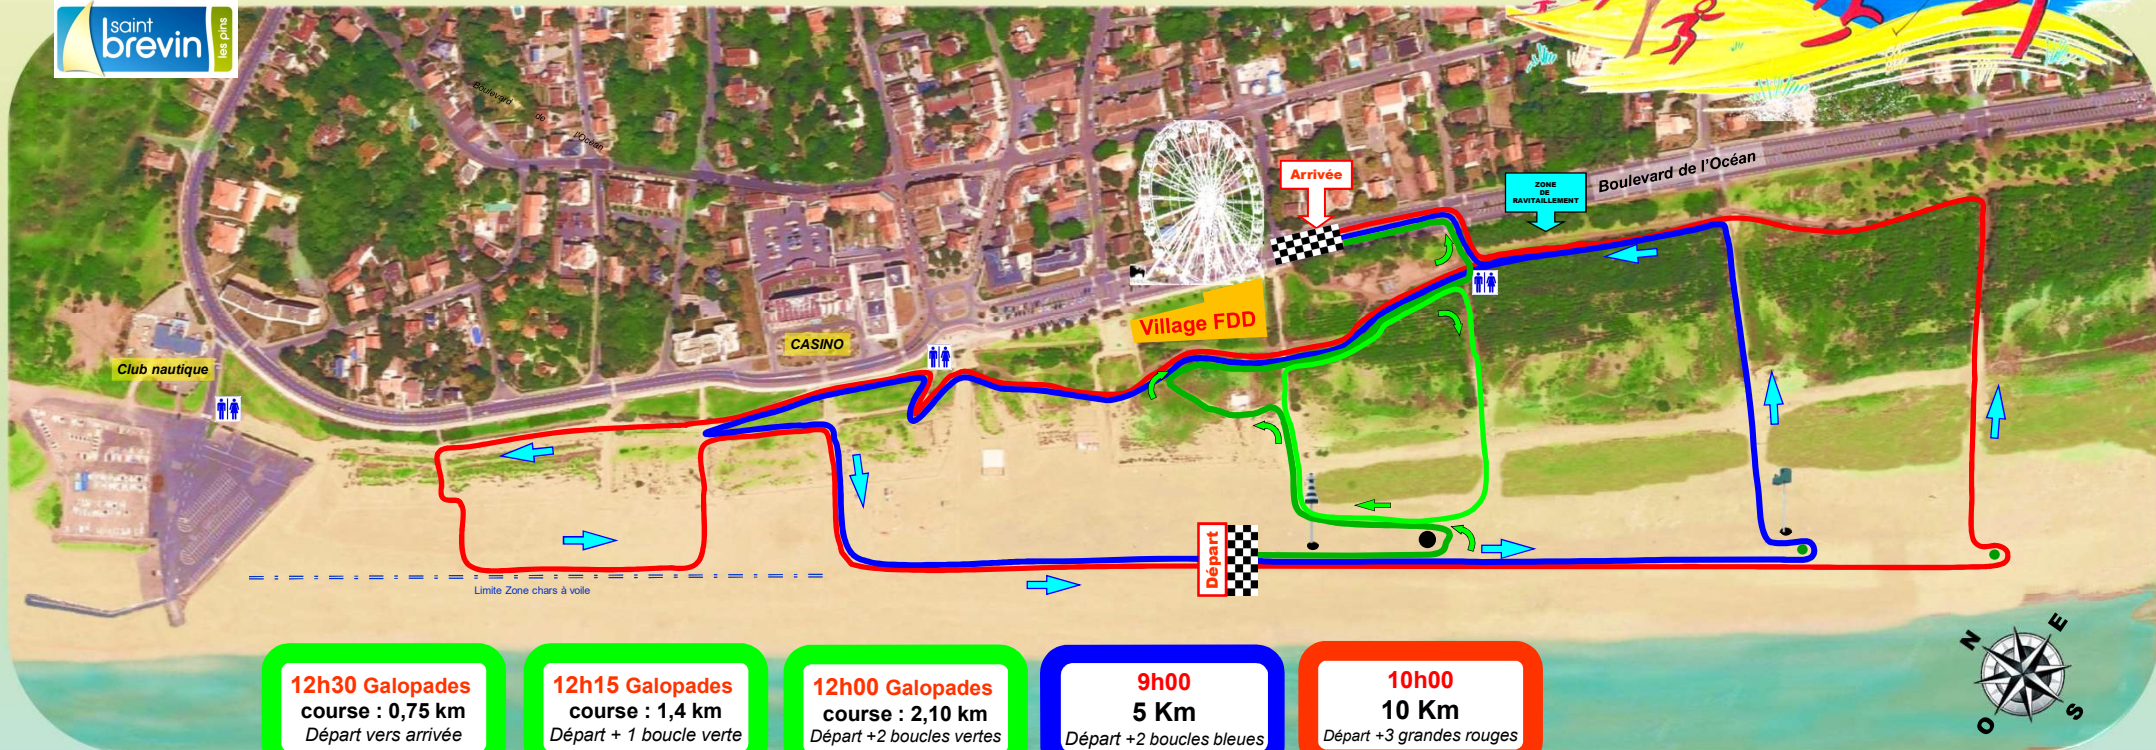 saint
brevin
les pins
Boulevard
de
l'Océan
Arrivée
ZONE
DE
RAVITAILLEMENT
Boulevard de l'Océan
Village FDD
CASINO
Club nautique
Départ
Limite Zone chars à voile
N
E
O
S
12h30 Galopades
course : 0,75 km
Départ vers arrivée
12h15 Galopades
course : 1,4 km
Départ + 1 boucle verte
12h00 Galopades
course : 2,10 km
Départ +2 boucles vertes
9h00
5 Km
Départ +2 boucles bleues
10h00
10 Km
Départ +3 grandes rouges